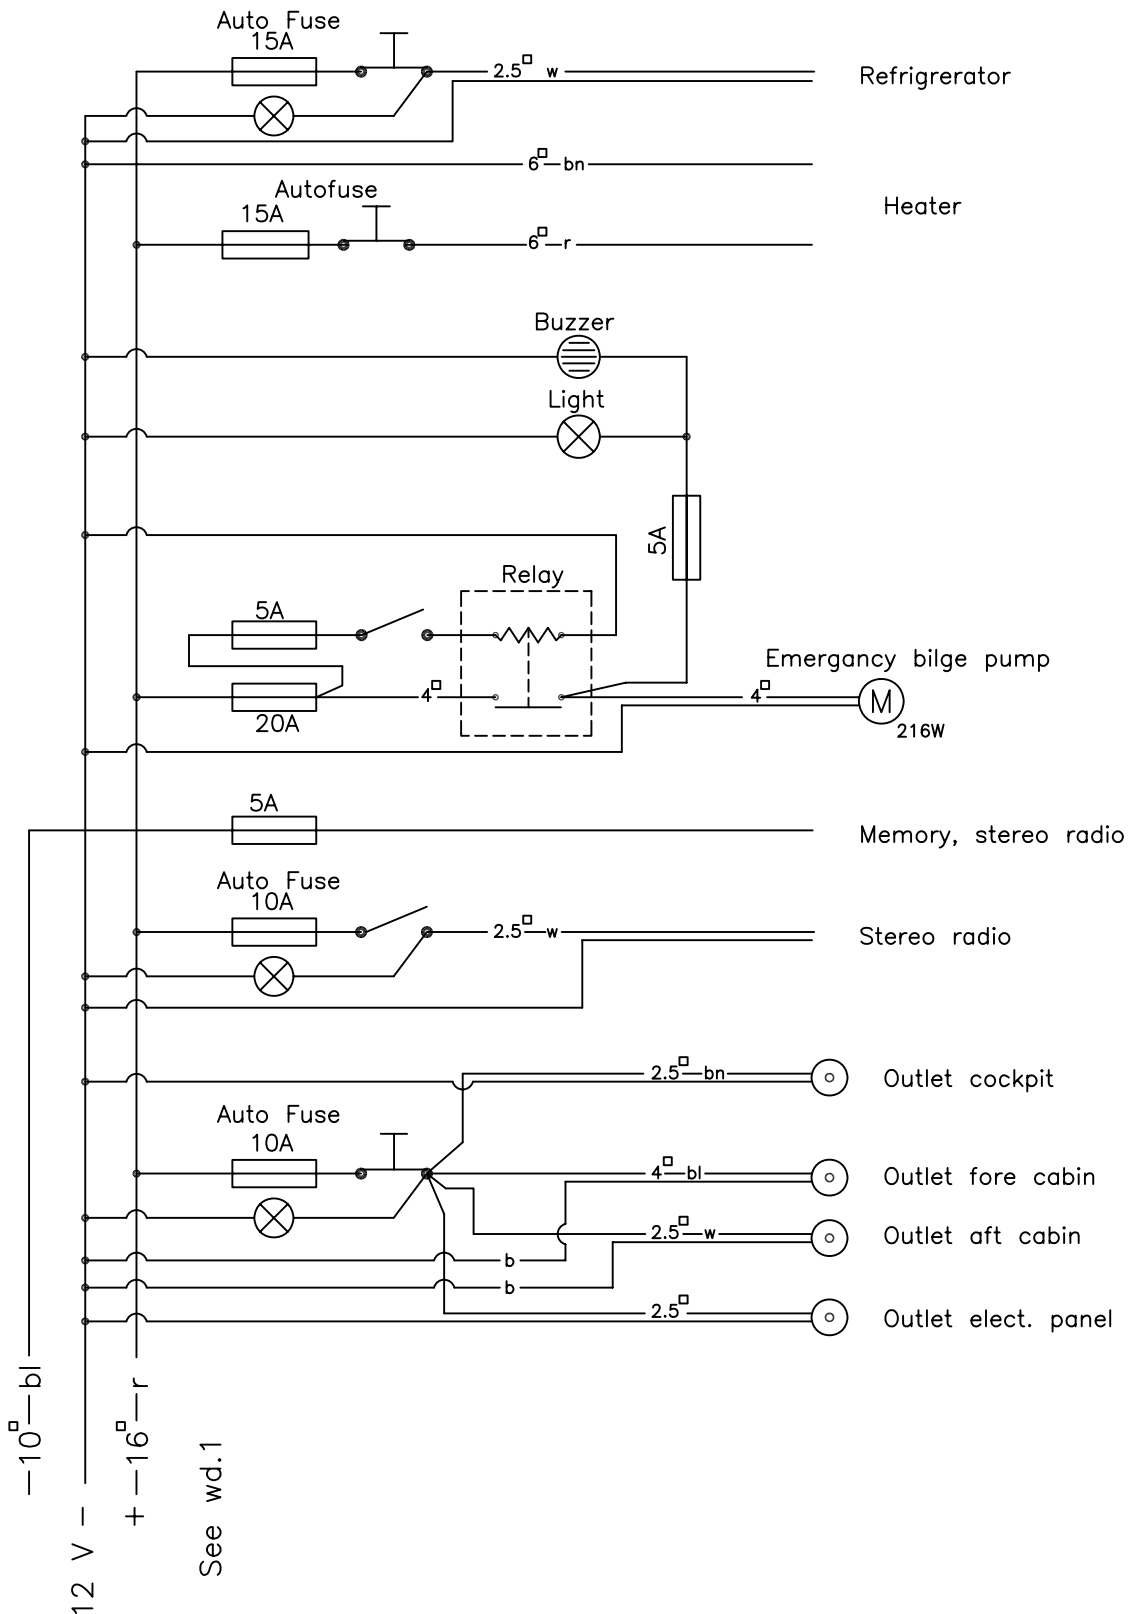 Auto Fuse
15A
2.5□ w
Refrigrerator
6□ bn
Autofuse
15A
Heater
6□ r
Buzzer
Light
5A
Relay
5A
Emergancy bilge pump
4□
4□
M
20A
216W
5A
Memory, stereo radio
Auto Fuse
10A
2.5□ w
Stereo radio
2.5□ bn
Outlet cockpit
Auto Fuse
10A
4□ bl
Outlet fore cabin
2.5□ w
Outlet aft cabin
b
b
2.5□
Outlet elect. panel
10□ bl
12 V –
+ 16□ r
See wd.1